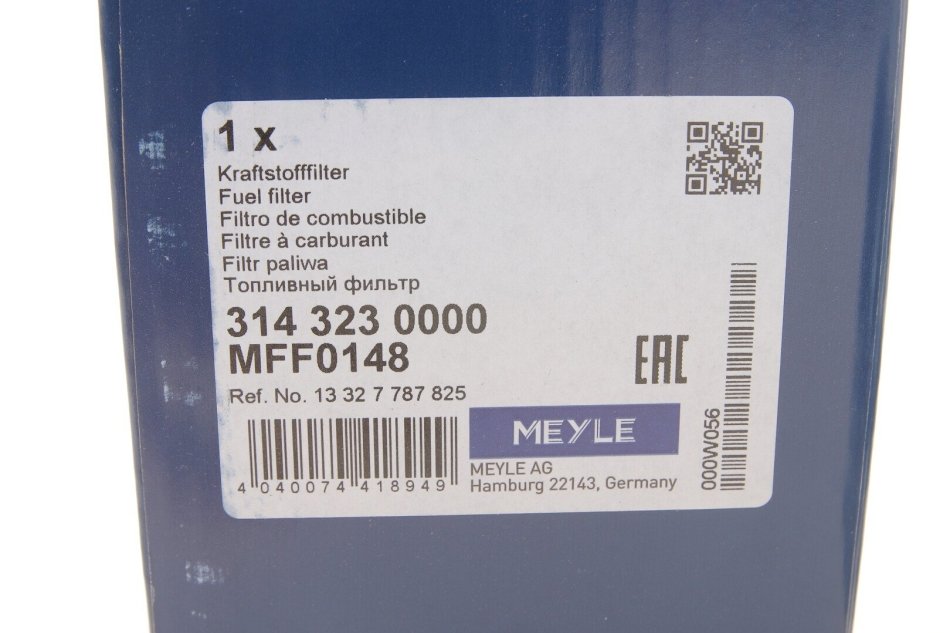 1 x
Kraftstofffilter
Fuel filter
Filtro de combustible
Filtre à carburant
Filtr paliwa
Топливный фильтр
314 323 0000
MFF0148
EAC
Ref. No. 13 32 7 787 825
MEYLE
MEYLE AG
Hamburg 22143, Germany
4 040074 418949
000W056